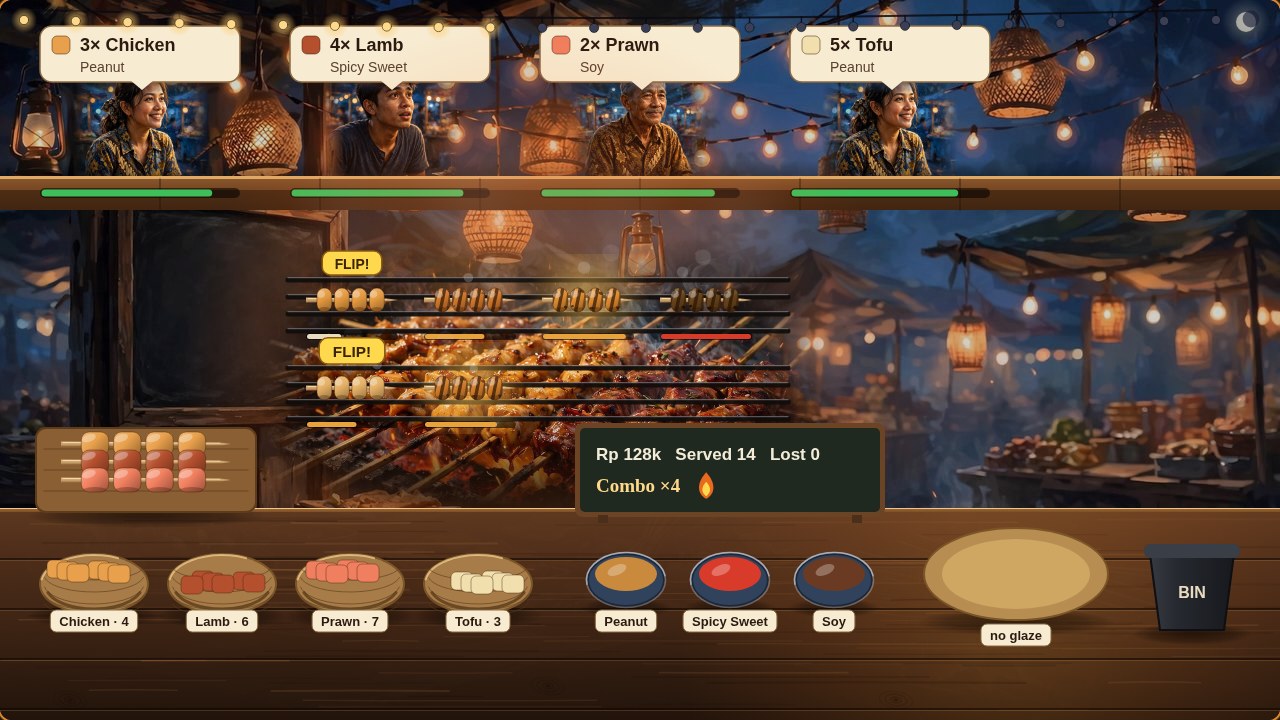 3× Chicken
Peanut
4× Lamb
Spicy Sweet
2× Prawn
Soy
5× Tofu
Peanut
FLIP!
FLIP!
Rp 128k Served 14 Lost 0
Combo ×4
Chicken · 4
Lamb · 6
Prawn · 7
Tofu · 3
Peanut
Spicy Sweet
Soy
no glaze
BIN